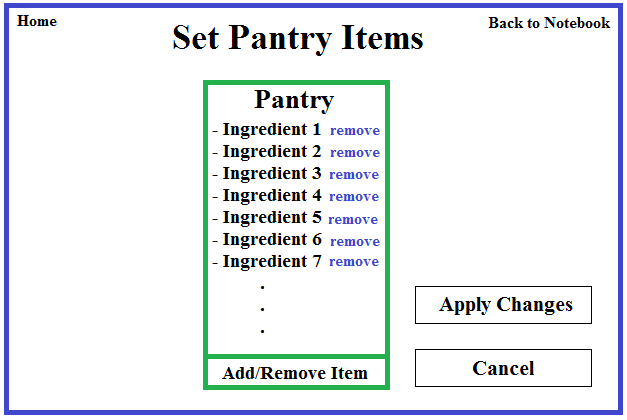 Home
Back to Notebook
Set Pantry Items
Pantry
- Ingredient 1 remove
- Ingredient 2 remove
- Ingredient 3 remove
- Ingredient 4 remove
- Ingredient 5 remove
- Ingredient 6 remove
- Ingredient 7 remove
.
.
.
Apply Changes
Cancel
Add/Remove Item